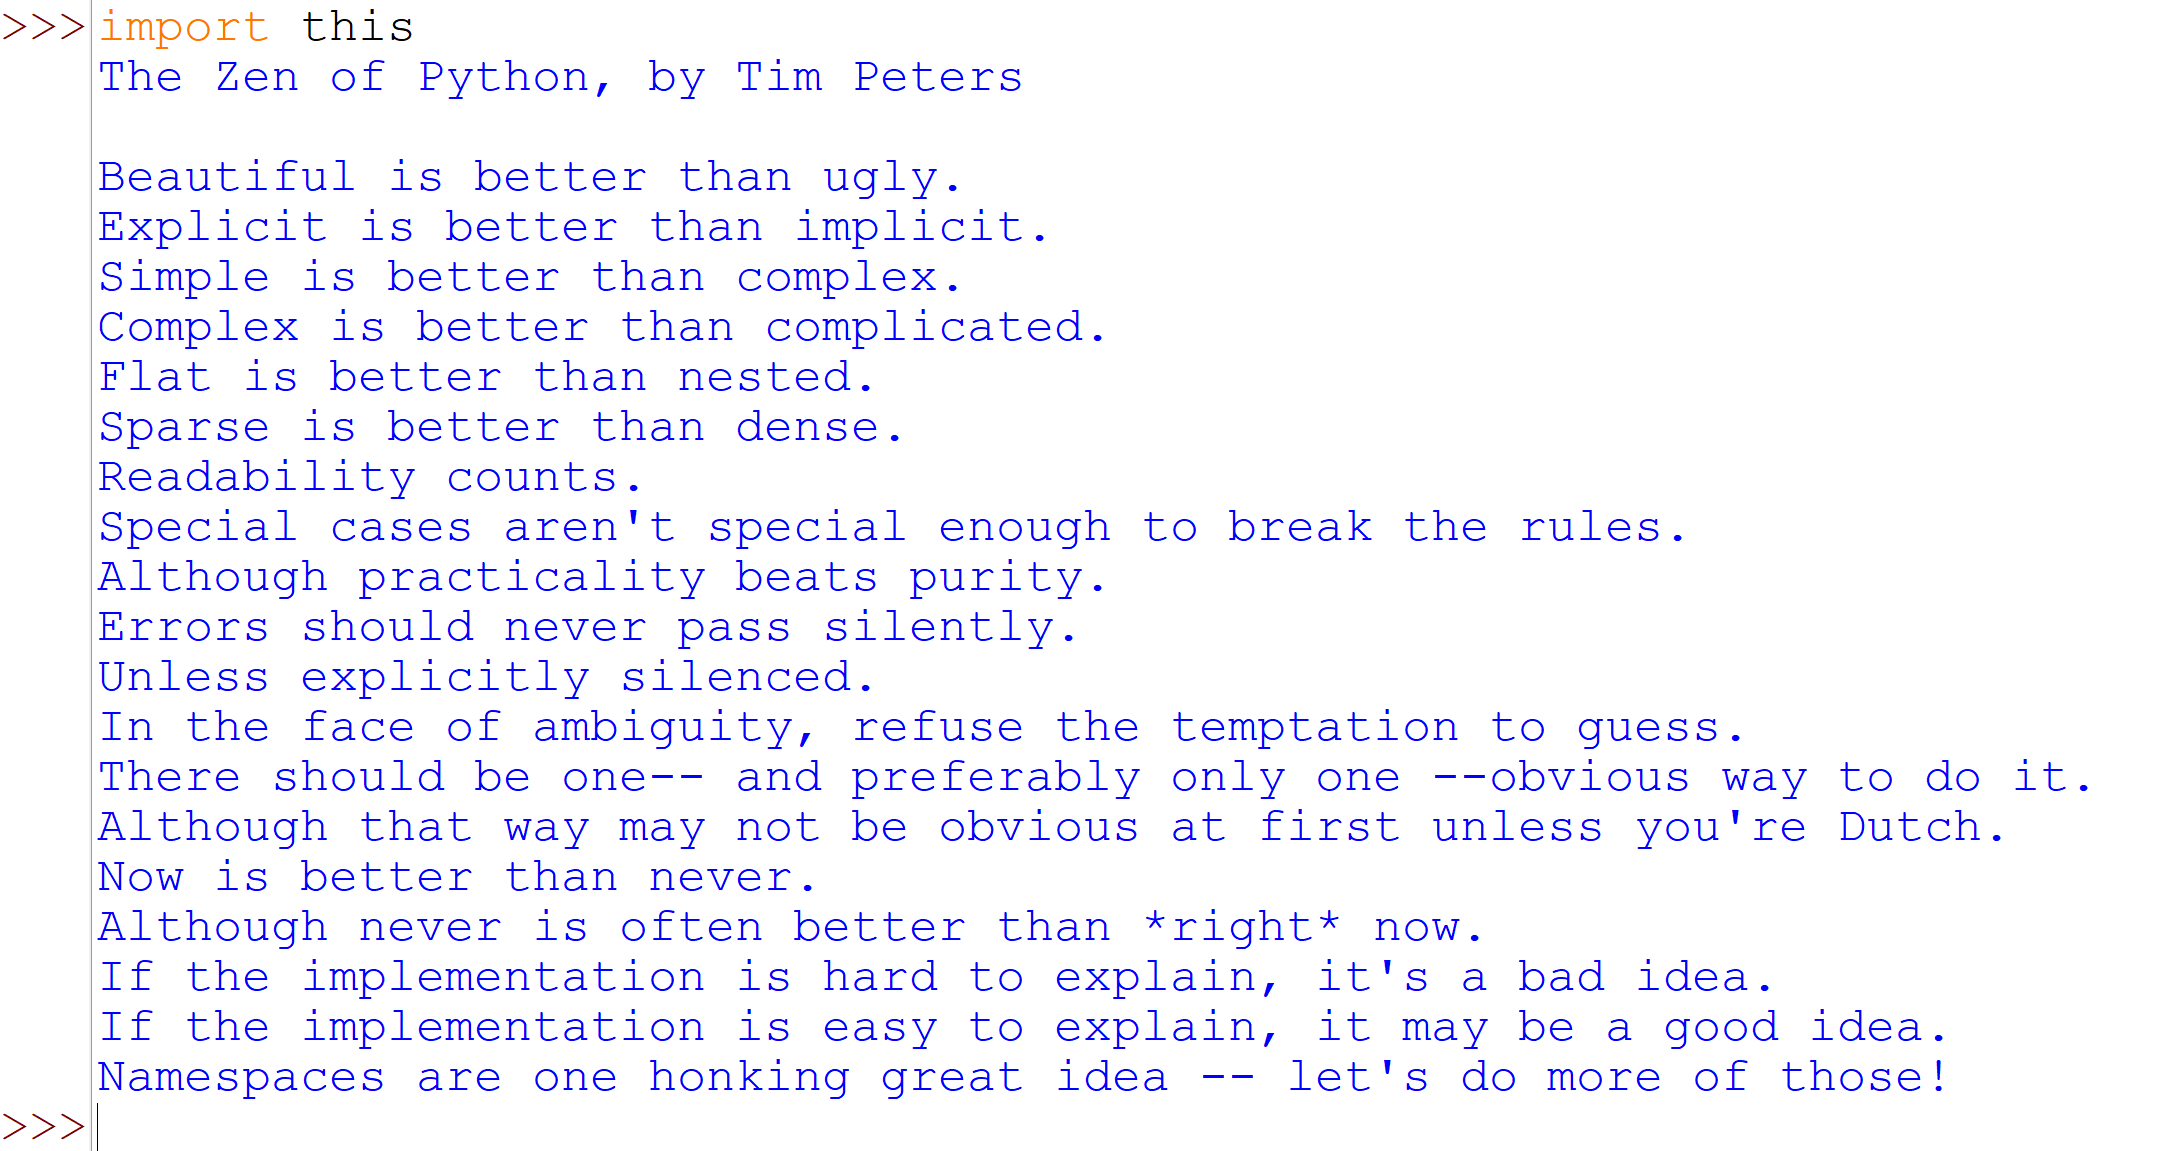 >>> import this
The Zen of Python, by Tim Peters

Beautiful is better than ugly.
Explicit is better than implicit.
Simple is better than complex.
Complex is better than complicated.
Flat is better than nested.
Sparse is better than dense.
Readability counts.
Special cases aren't special enough to break the rules.
Although practicality beats purity.
Errors should never pass silently.
Unless explicitly silenced.
In the face of ambiguity, refuse the temptation to guess.
There should be one-- and preferably only one --obvious way to do it.
Although that way may not be obvious at first unless you're Dutch.
Now is better than never.
Although never is often better than *right* now.
If the implementation is hard to explain, it's a bad idea.
If the implementation is easy to explain, it may be a good idea.
Namespaces are one honking great idea -- let's do more of those!
>>>